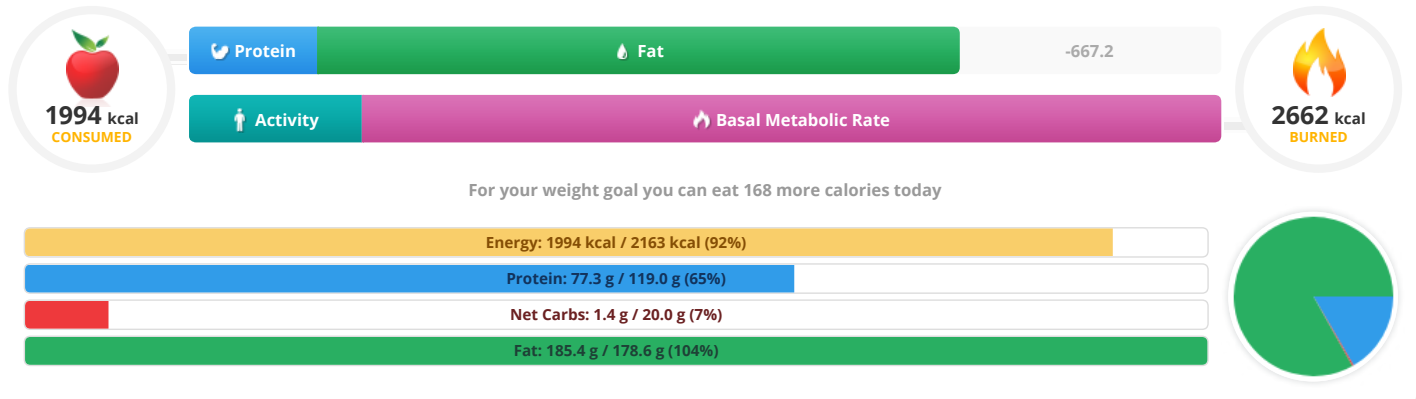 1994 kcal
CONSUMED
Protein
Fat
-667.2
Activity
Basal Metabolic Rate
2662 kcal
BURNED
For your weight goal you can eat 168 more calories today
Energy: 1994 kcal / 2163 kcal (92%)
Protein: 77.3 g / 119.0 g (65%)
Net Carbs: 1.4 g / 20.0 g (7%)
Fat: 185.4 g / 178.6 g (104%)